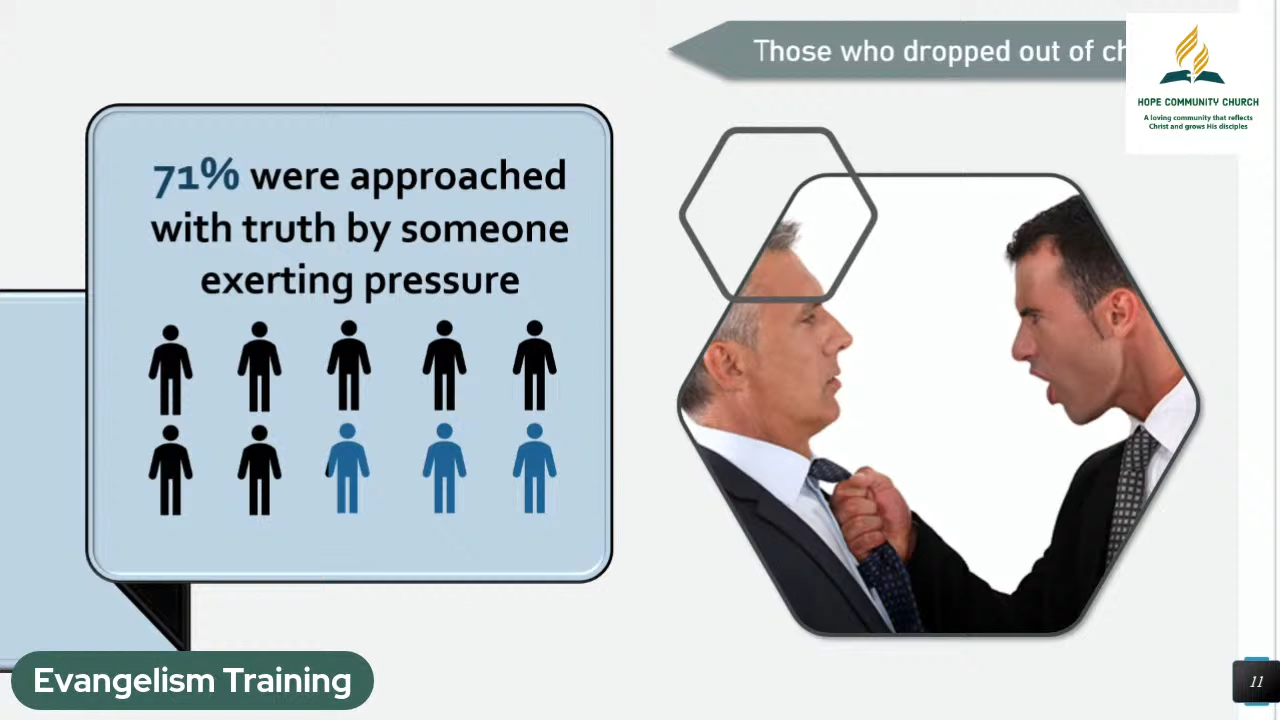 Those who dropped out of ch
HOPE COMMUNITY CHURCH
A loving community that reflects
Christ and grows His disciples
71% were approached
with truth by someone
exerting pressure
Evangelism Training
11